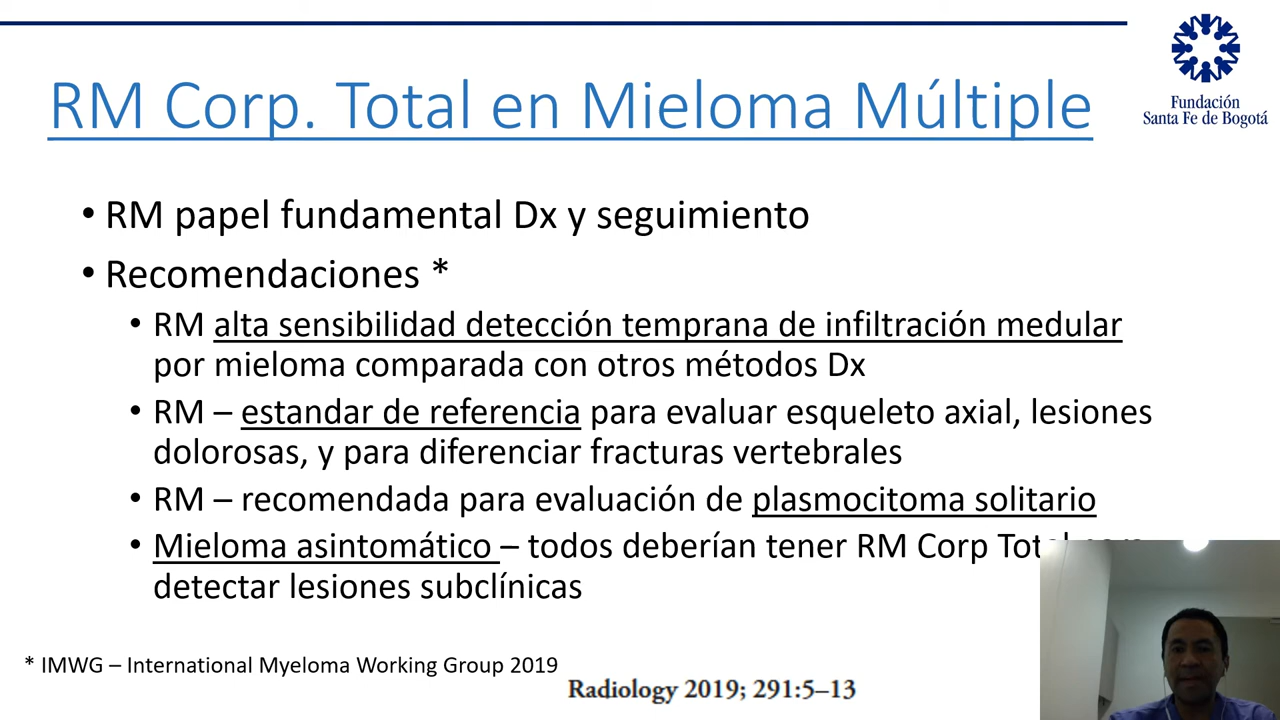 RM Corp. Total en Mieloma Múltiple
Fundación
Santa Fe de Bogotá
• RM papel fundamental Dx y seguimiento
• Recomendaciones *
• RM alta sensibilidad detección temprana de infiltración medular
por mieloma comparada con otros métodos Dx
• RM – estandar de referencia para evaluar esqueleto axial, lesiones
dolorosas, y para diferenciar fracturas vertebrales
• RM – recomendada para evaluación de plasmocitoma solitario
• Mieloma asintomático – todos deberían tener RM Corp Total para
detectar lesiones subclínicas
* IMWG – International Myeloma Working Group 2019
Radiology 2019; 291:5–13